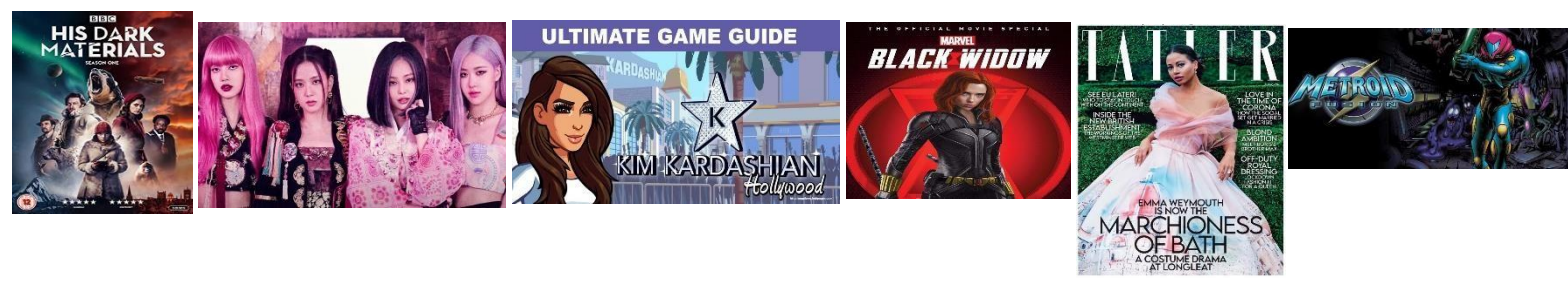 BBC
HIS DARK
MATERIALS
SEASON ONE
12
ULTIMATE GAME GUIDE
KARDASHIAN
K
KIM KARDASHIAN
Hollywood
THE OFFICIAL MOVIE SPECIAL
MARVEL
BLACK WIDOW
TATLER
SEE EU LATER!
INSIDE THE
NEW BRITISH
ESTABLISHMENT
LOVE IN
THE TIME OF
CORONA
BLOND
AMBITION
OFF-DUTY
ROYAL
DRESSING
EMMA WEYMOUTH
IS NOW THE
MARCHIONESS
OF BATH
A COSTUME DRAMA
AT LONGLEAT
METROID
FUSION